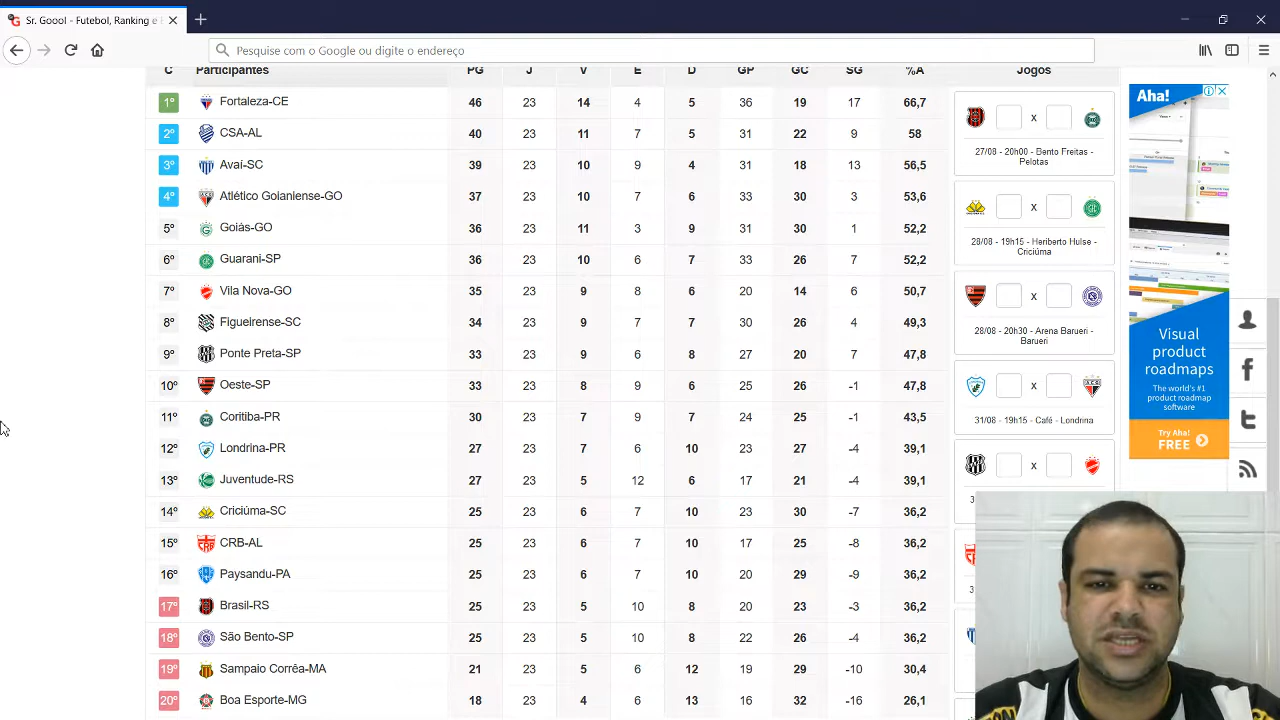 Sr. Goool - Futebol, Ranking e
Pesquise com o Google ou digite o endereço
C Participantes PG J V E D GP GC SG %A Jogos
1º Fortaleza-CE 46 23 14 4 5 36 19 17 66,7
2º CSA-AL 40 23 11 7 5 31 22 9 58
3º Avaí-SC 39 23 10 9 4 31 18 13 56,5
4º Atlético Goianiense-GO 37 23 10 7 6 33 30 3 53,6
5º Goiás-GO 36 23 11 3 9 31 30 1 52,2
6º Guarani-SP 36 23 10 6 7 33 26 7 52,2
7º Vila Nova-GO 35 23 9 8 6 20 14 6 50,7
8º Figueirense-SC 34 23 9 7 7 30 26 4 49,3
9º Ponte Preta-SP 33 23 9 6 8 27 20 7 47,8
10º Oeste-SP 33 23 8 9 6 25 26 -1 47,8
11º Coritiba-PR 30 23 7 9 7 24 25 -1 43,5
12º Londrina-PR 27 23 7 6 10 23 27 -4 39,1
13º Juventude-RS 27 23 5 12 6 17 21 -4 39,1
14º Criciúma-SC 25 23 6 7 10 23 30 -7 36,2
15º CRB-AL 25 23 6 7 10 17 25 -8 36,2
16º Paysandu-PA 25 23 6 7 10 20 29 -9 36,2
17º Brasil-RS 25 23 5 10 8 20 23 -3 36,2
18º São Bento-SP 25 23 5 10 8 22 26 -4 36,2
19º Sampaio Corrêa-MA 21 23 5 6 12 19 29 -10 30,4
20º Boa Esporte-MG 18 23 4 6 13 16 32 -16 26,1
x
27/08 - 20h00 - Bento Freitas -
Pelotas
x
28/08 - 19h15 - Heriberto Hulse -
Criciúma
x
28/08 - 20h30 - Arena Barueri -
Barueri
x
31/08 - 19h15 - Café - Londrina
x
Aha!
Visual
product
roadmaps
The world's #1
product roadmap
software
Try Aha!
FREE